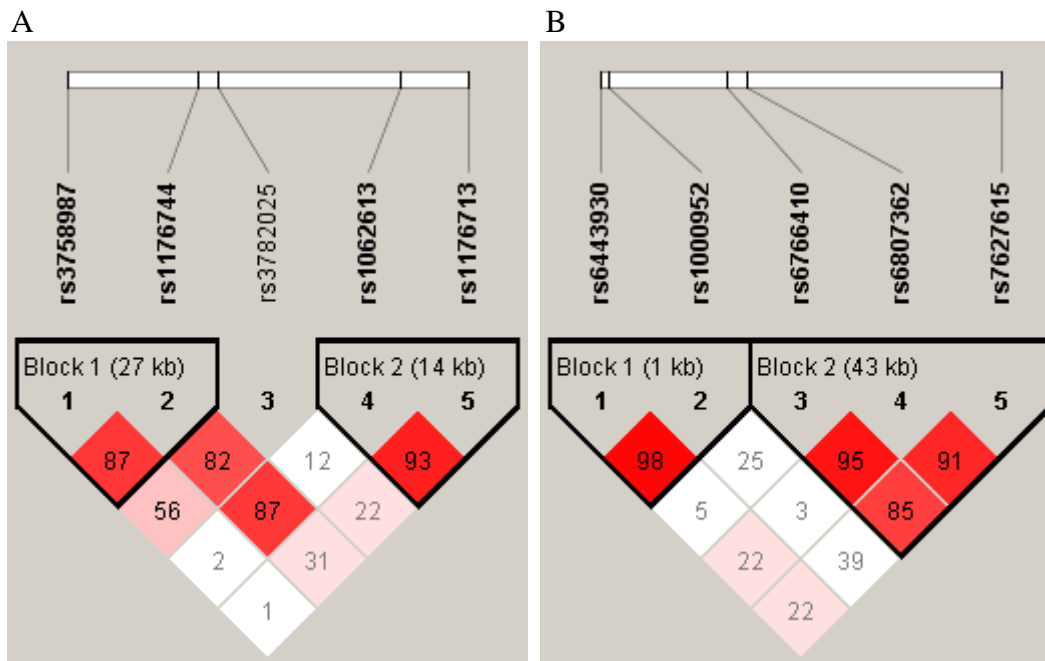 A
rs3758987 rs1176744 rs3782025 rs1062613 rs1176713
Block 1 (27 kb) Block 2 (14 kb)
1 2 3 4 5
87 82 12 93
56 87 22
2 31
1
B
rs6443930 rs1000952 rs6766410 rs6807362 rs7627615
Block 1 (1 kb) Block 2 (43 kb)
1 2 3 4 5
98 25 95 91
5 3 85
22 39
22